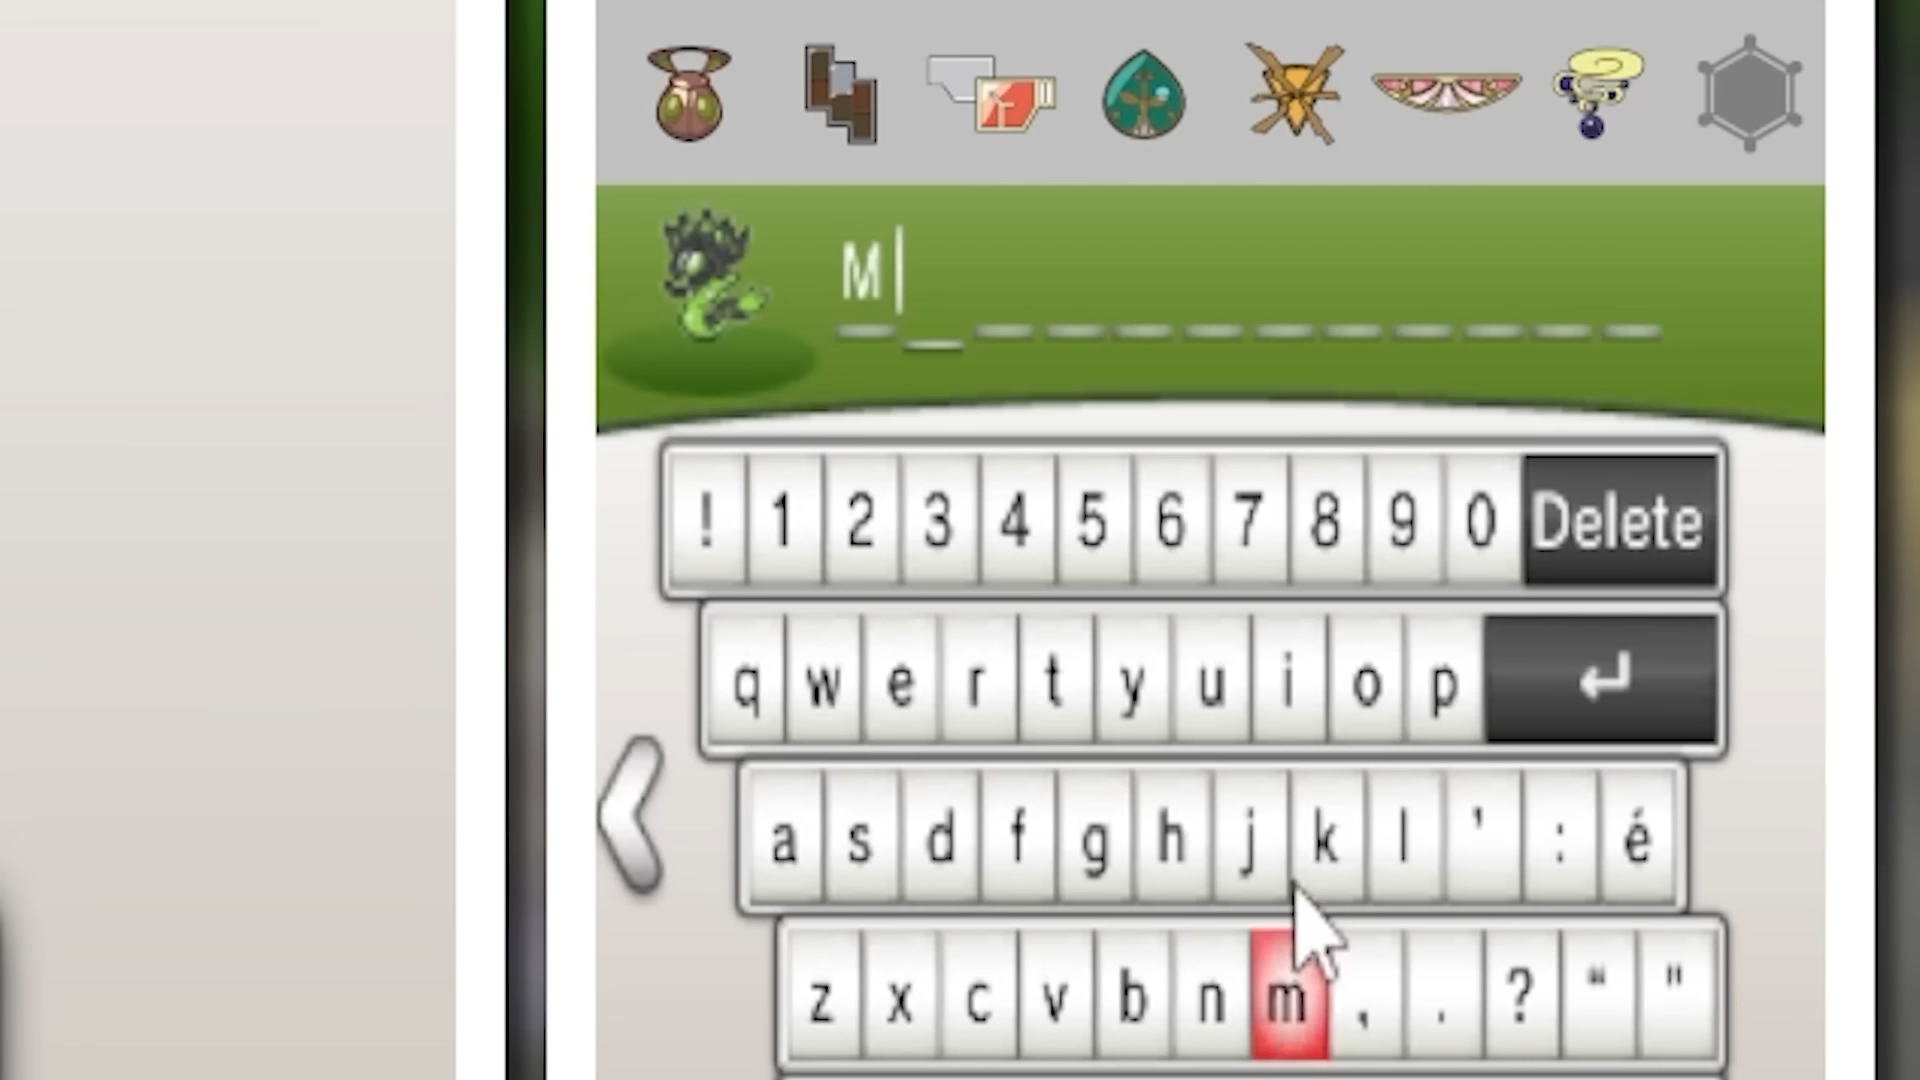 M
! 1 2 3 4 5 6 7 8 9 0 Delete
q w e r t y u i o p ↵
a s d f g h j k l ' : é
z x c v b n m , . ? “ "